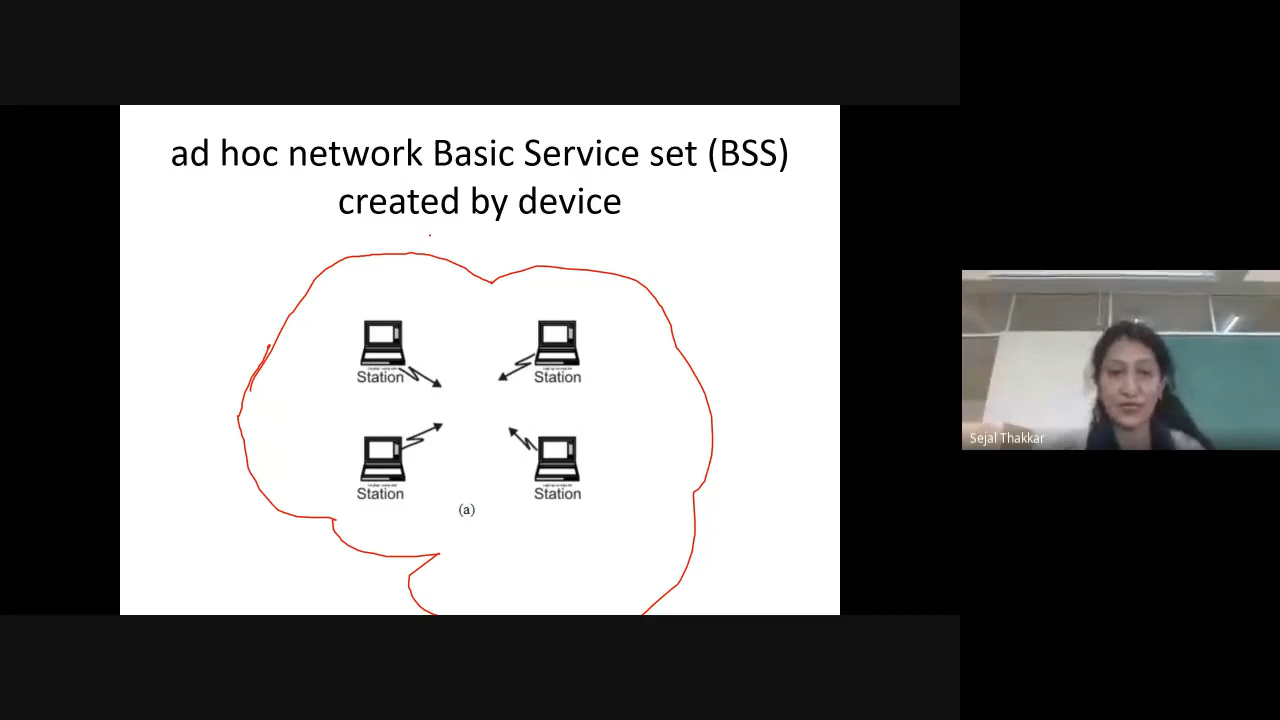 ad hoc network Basic Service set (BSS)
created by device
Station
Station
Station
Station
(a)
Sejal Thakkar